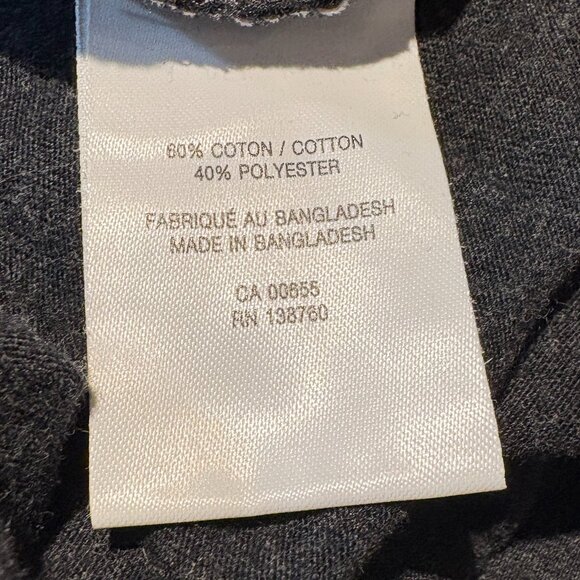 60% COTON / COTTON
40% POLYESTER
FABRIQUÉ AU BANGLADESH
MADE IN BANGLADESH
CA 00655
RN 138760